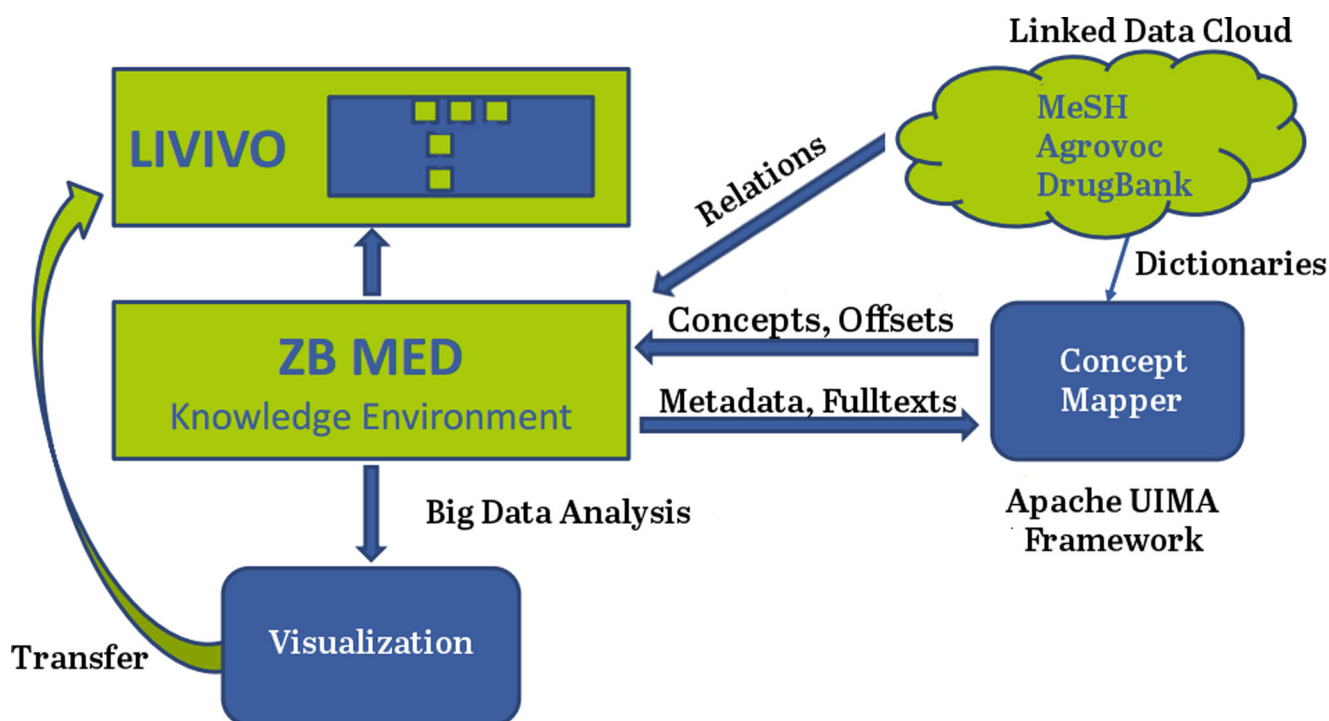 Linked Data Cloud
LIVIVO
MeSH
Agrovoc
DrugBank
Relations
Dictionaries
ZB MED
Knowledge Environment
Concepts, Offsets
Metadata, Fulltexts
Concept
Mapper
Apache UIMA
Framework
Big Data Analysis
Visualization
Transfer